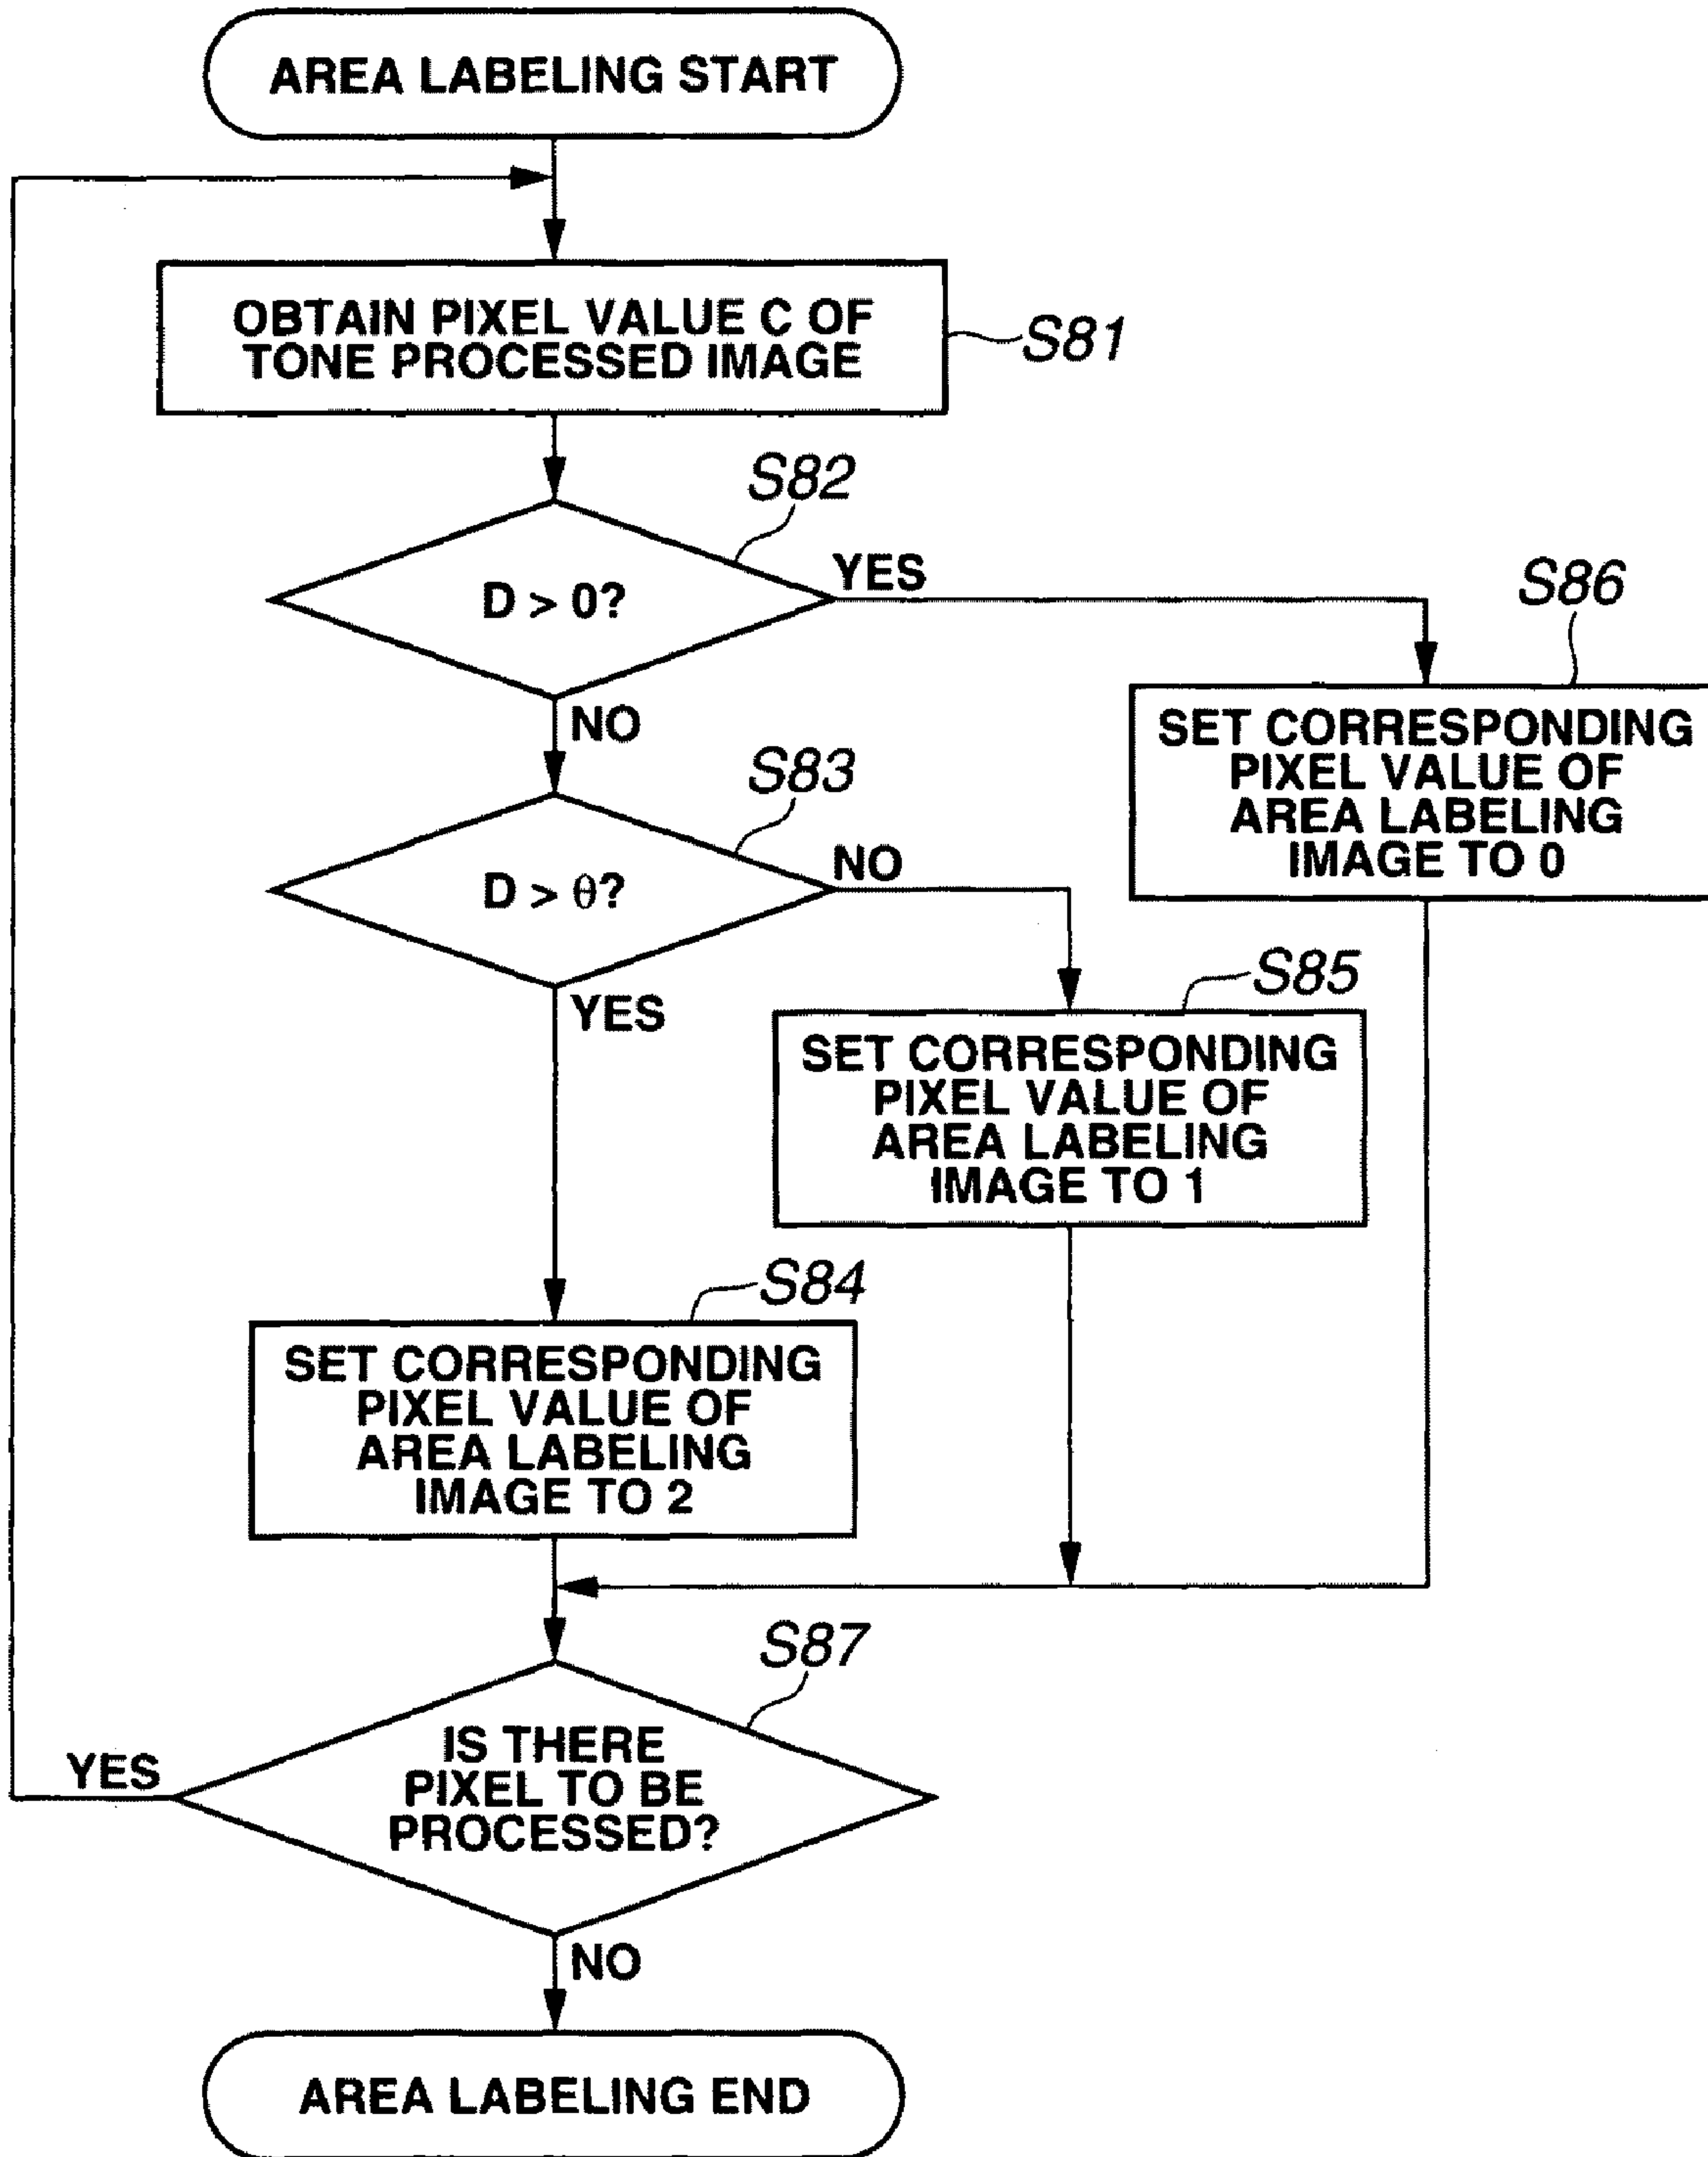 AREA LABELING START
OBTAIN PIXEL VALUE C OF
TONE PROCESSED IMAGE
S81
S82
D > 0?
YES
NO
S86
SET CORRESPONDING
PIXEL VALUE OF
AREA LABELING
IMAGE TO 0
S83
D > θ?
NO
YES
S85
SET CORRESPONDING
PIXEL VALUE OF
AREA LABELING
IMAGE TO 1
S84
SET CORRESPONDING
PIXEL VALUE OF
AREA LABELING
IMAGE TO 2
S87
IS THERE
PIXEL TO BE
PROCESSED?
YES
NO
AREA LABELING END